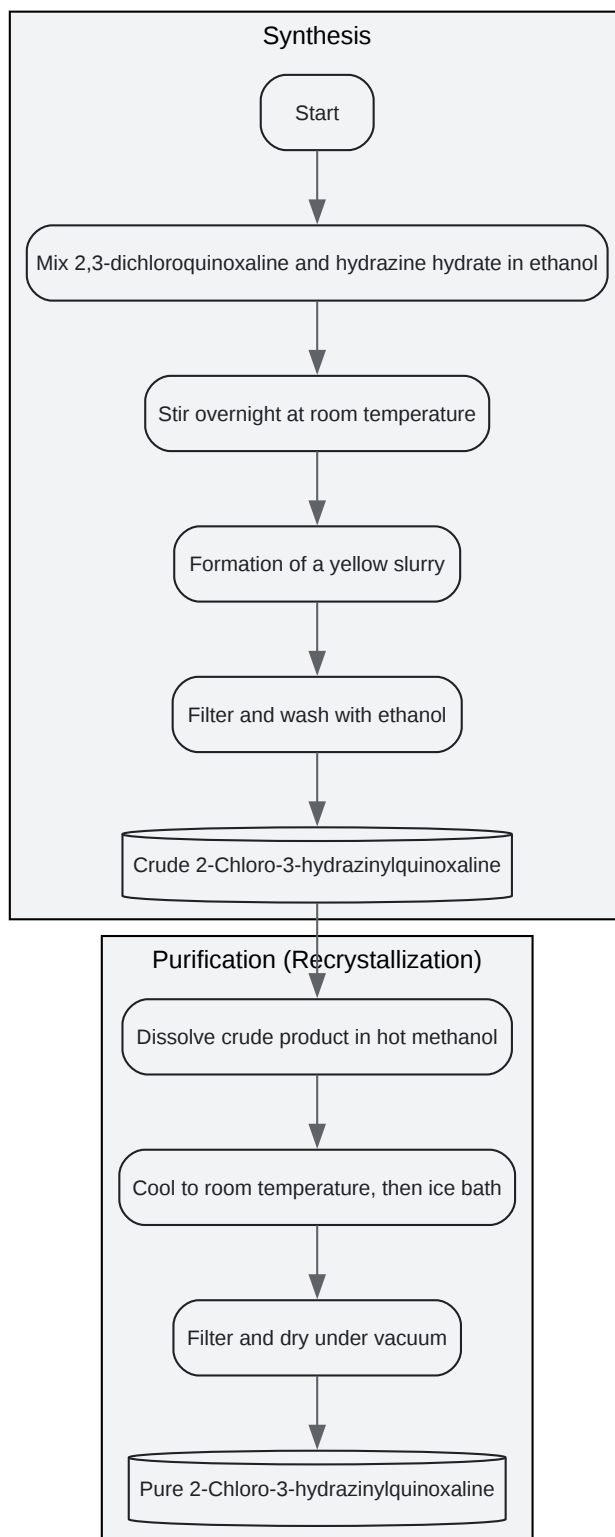 Synthesis
Start
Mix 2,3-dichloroquinoxaline and hydrazine hydrate in ethanol
Stir overnight at room temperature
Formation of a yellow slurry
Filter and wash with ethanol
Crude 2-Chloro-3-hydrazinylquinoxaline
Purification (Recrystallization)
Dissolve crude product in hot methanol
Cool to room temperature, then ice bath
Filter and dry under vacuum
Pure 2-Chloro-3-hydrazinylquinoxaline